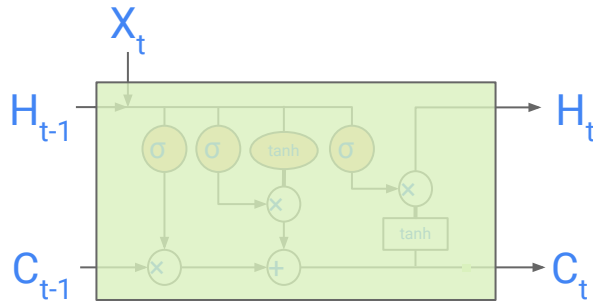 Xt
Ht-1
Ht
σ
σ
tanh
σ
×
×
tanh
Ct-1
×
+
Ct